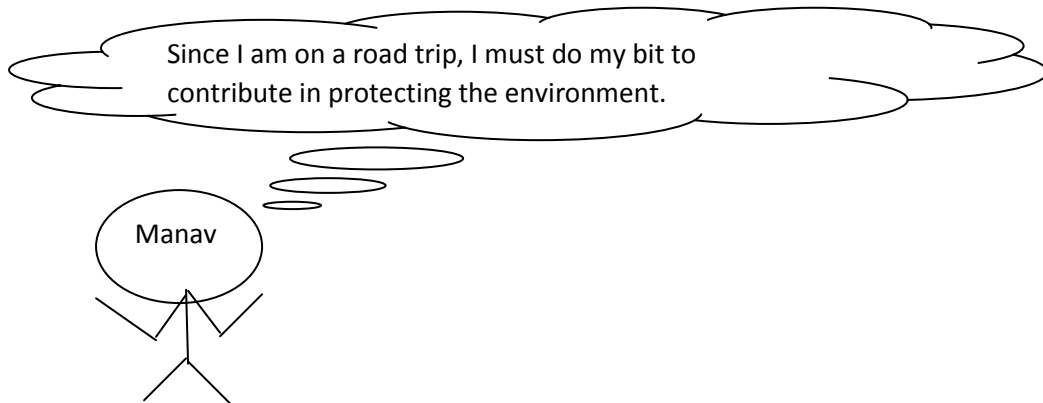 Since I am on a road trip, I must do my bit to
contribute in protecting the environment.
Manav